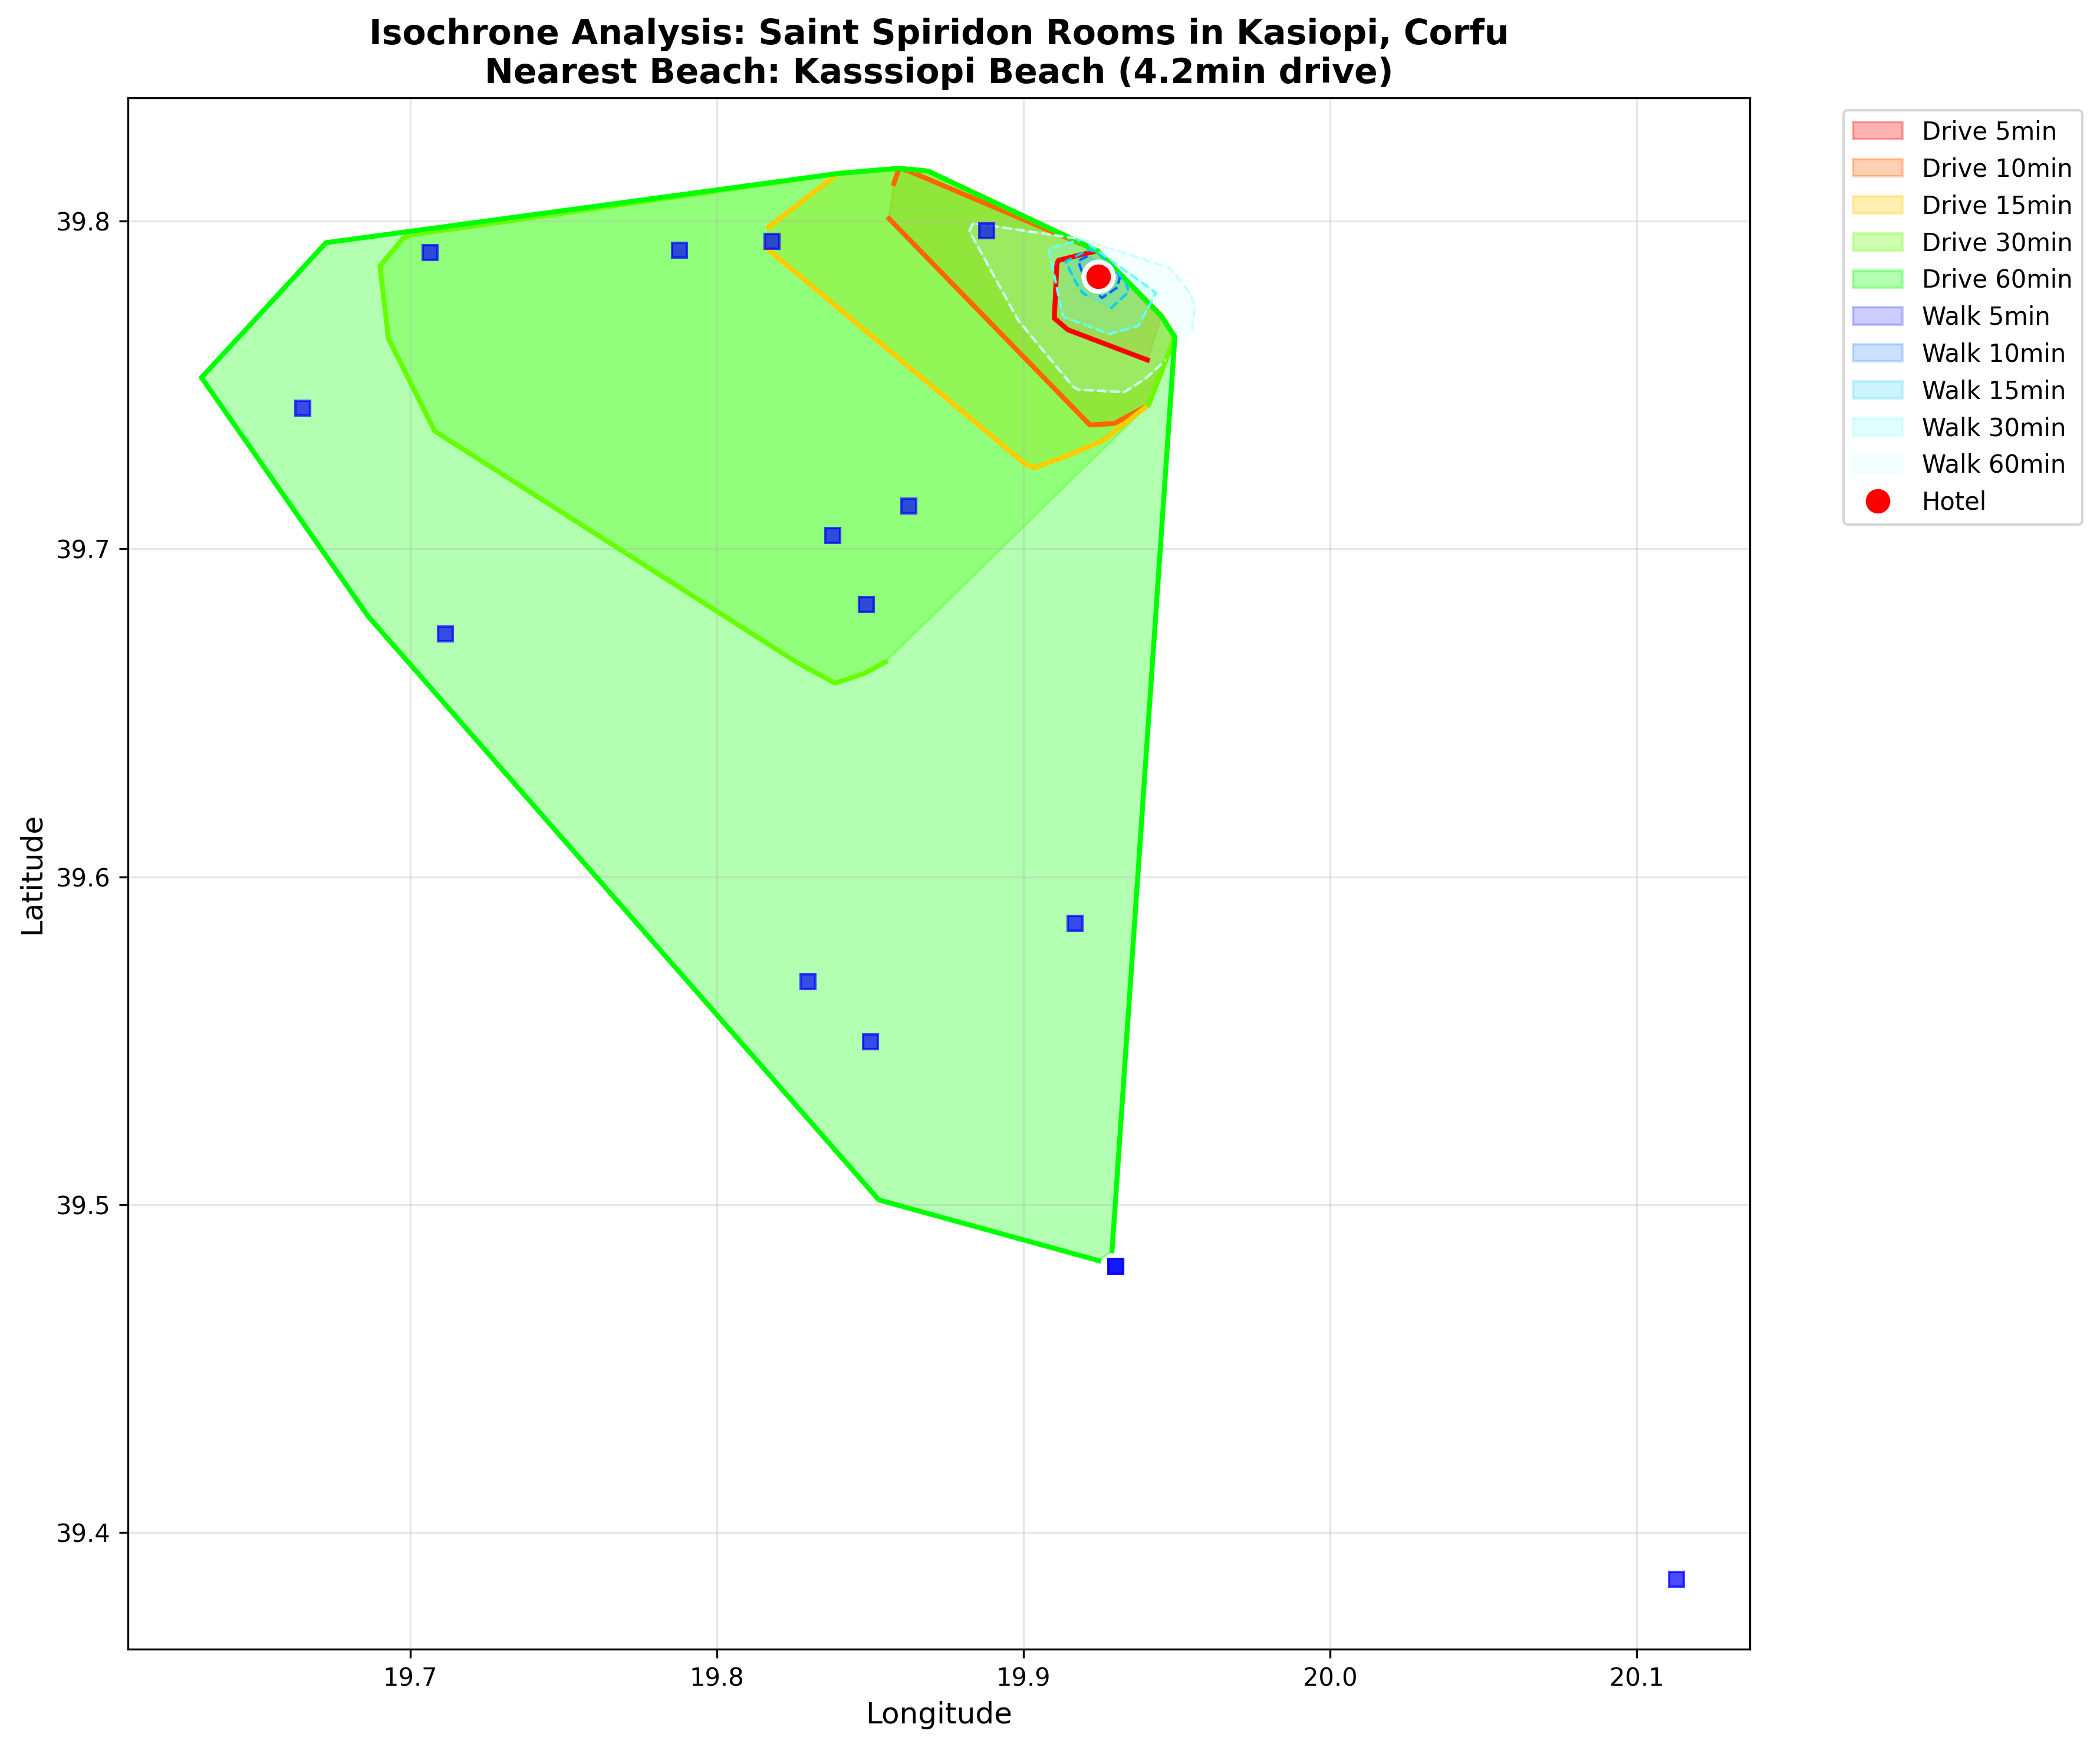 Isochrone Analysis: Saint Spiridon Rooms in Kasiopi, Corfu
Nearest Beach: Kasssiopi Beach (4.2min drive)
Drive 5min
Drive 10min
Drive 15min
Drive 30min
Drive 60min
Walk 5min
Walk 10min
Walk 15min
Walk 30min
Walk 60min
Hotel
39.8
39.7
39.6
39.5
39.4
Latitude
19.7
19.8
19.9
20.0
20.1
Longitude